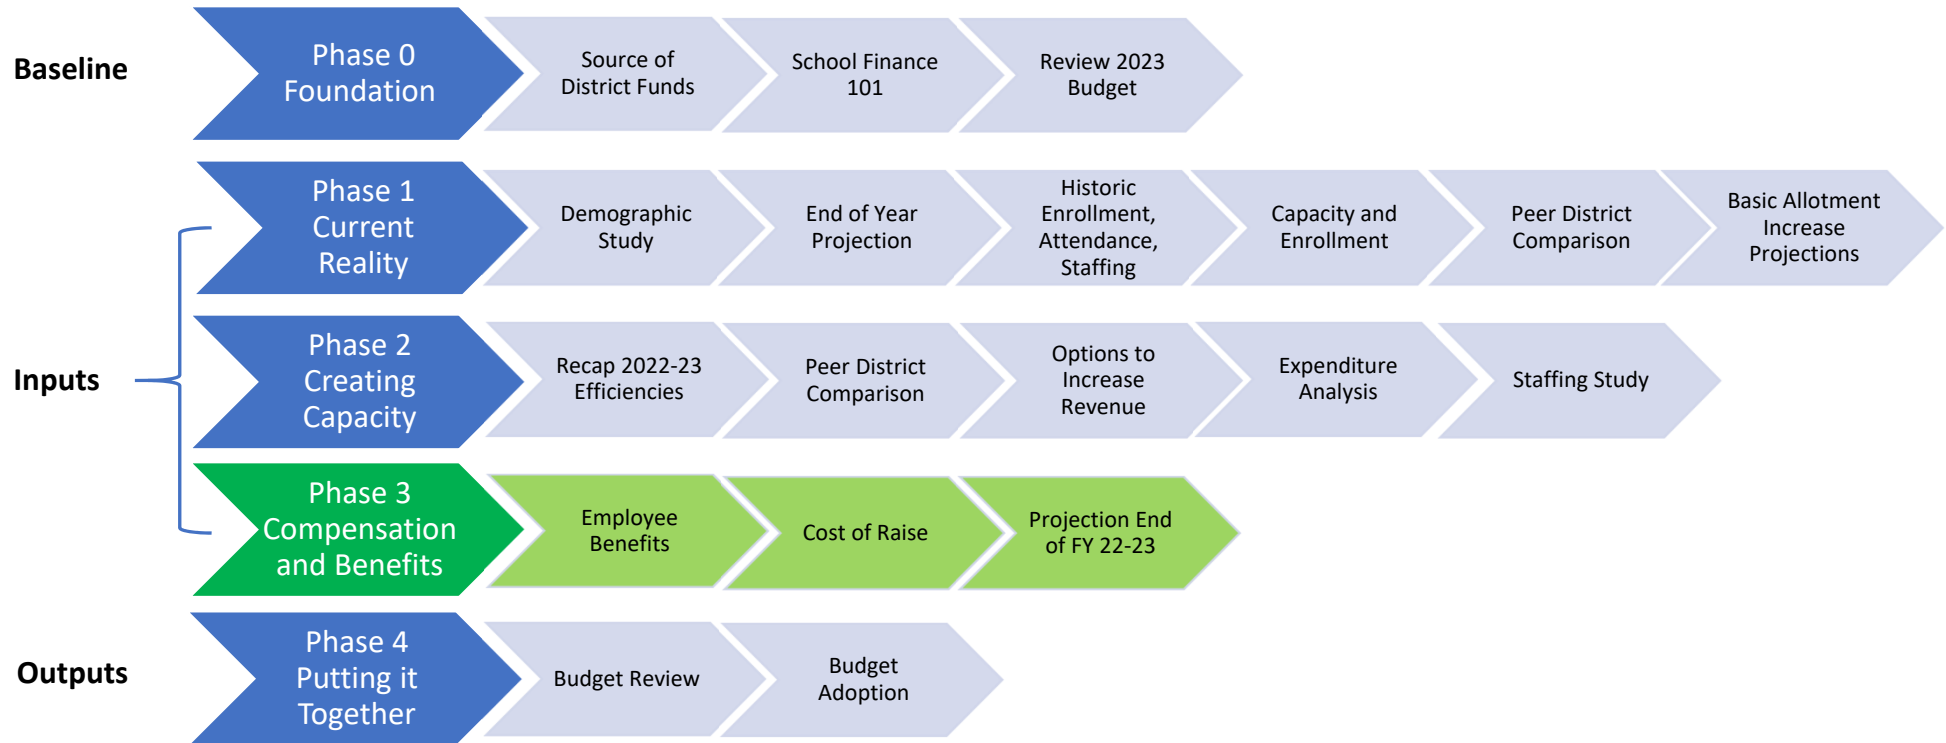 Baseline
Phase 0
Foundation
Source of
District Funds
School Finance
101
Review 2023
Budget
Phase 1
Current
Reality
Demographic
Study
End of Year
Projection
Historic
Enrollment,
Attendance,
Staffing
Capacity and
Enrollment
Peer District
Comparison
Basic Allotment
Increase
Projections
Inputs
Phase 2
Creating
Capacity
Recap 2022-23
Efficiencies
Peer District
Comparison
Options to
Increase
Revenue
Expenditure
Analysis
Staffing Study
Phase 3
Compensation
and Benefits
Employee
Benefits
Cost of Raise
Projection End
of FY 22-23
Outputs
Phase 4
Putting it
Together
Budget Review
Budget
Adoption